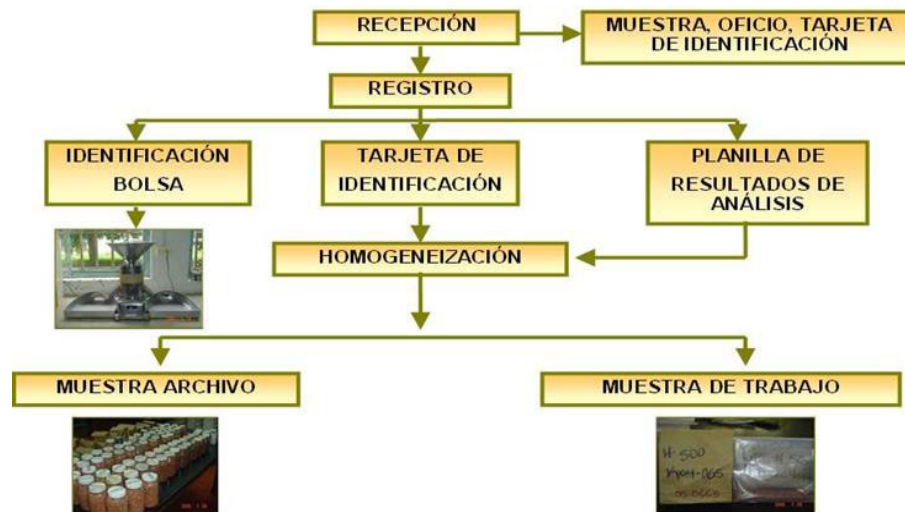 RECEPCIÓN
MUESTRA, OFICIO, TARJETA
DE IDENTIFICACIÓN
REGISTRO
IDENTIFICACIÓN
BOLSA
TARJETA DE
IDENTIFICACIÓN
PLANILLA DE
RESULTADOS DE
ANÁLISIS
HOMOGENEIZACIÓN
MUESTRA ARCHIVO
MUESTRA DE TRABAJO
H-500